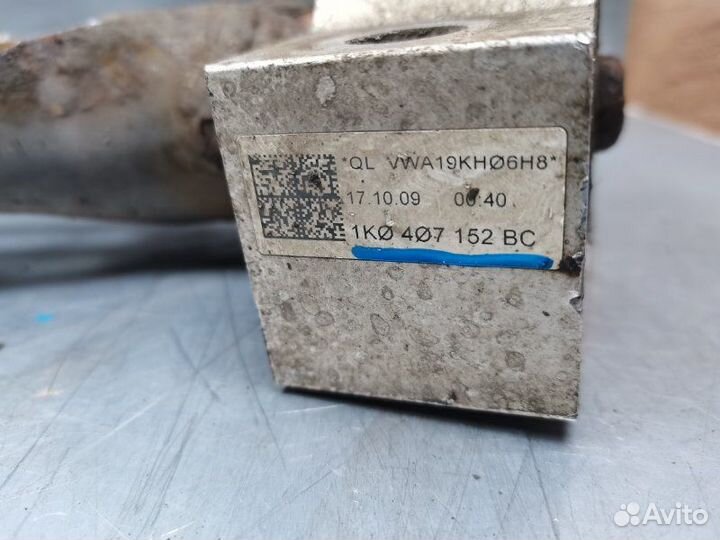 *QL VWA19KHØ6H8*
17.10.09 00:40
1KØ 4Ø7 152 BC
Avito